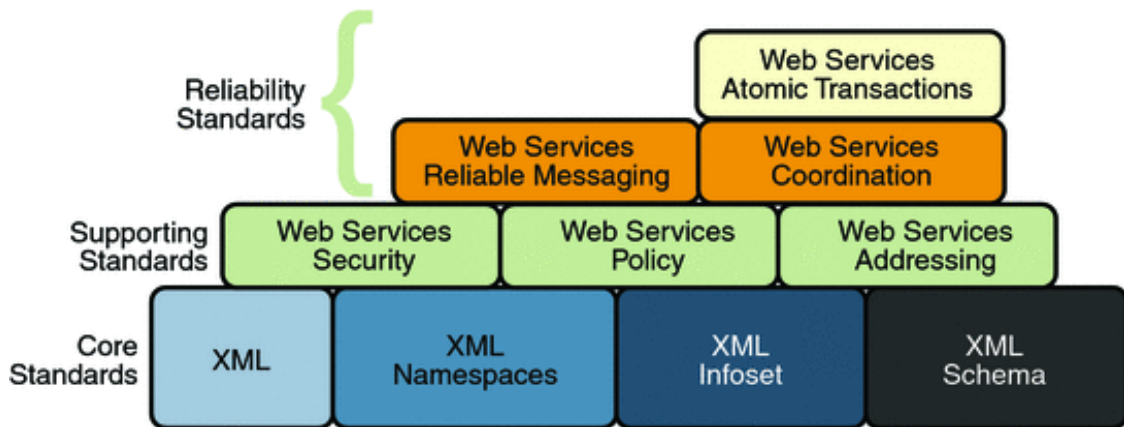 Web Services
Atomic Transactions
Reliability
Standards
Web Services
Reliable Messaging
Web Services
Coordination
Supporting
Standards
Web Services
Security
Web Services
Policy
Web Services
Addressing
Core
Standards
XML
XML
Namespaces
XML
Infoset
XML
Schema